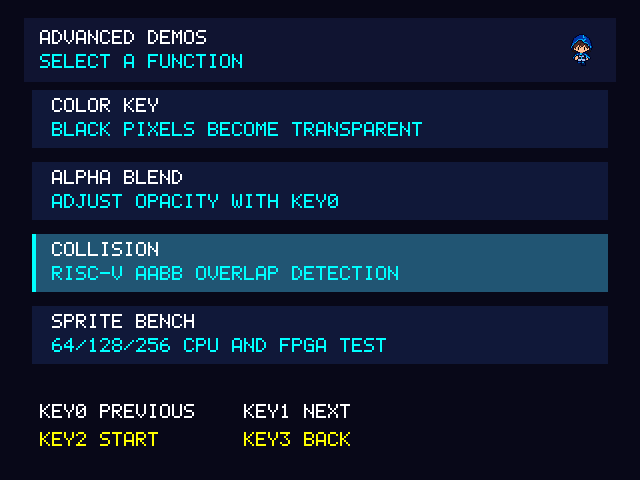 ADVANCED DEMOS
SELECT A FUNCTION
COLOR KEY
BLACK PIXELS BECOME TRANSPARENT
ALPHA BLEND
ADJUST OPACITY WITH KEY0
COLLISION
RISC-V AABB OVERLAP DETECTION
SPRITE BENCH
64/128/256 CPU AND FPGA TEST
KEY0 PREVIOUS KEY1 NEXT
KEY2 START KEY3 BACK